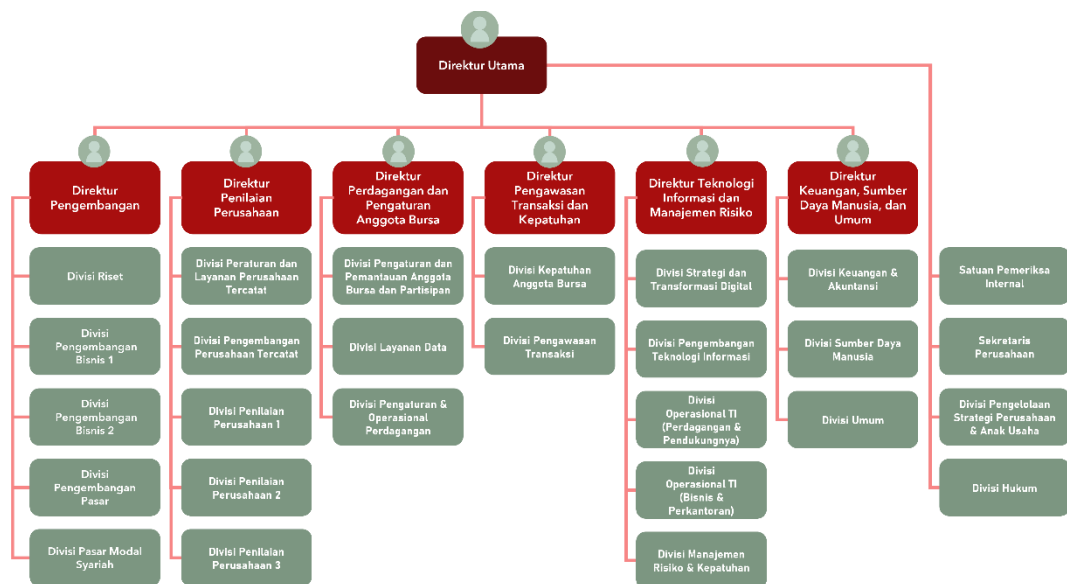 Direktur Utama
Direktur
Pengembangan
Direktur
Penilaian
Perusahaan
Direktur
Perdagangan dan
Pengaturan
Anggota Bursa
Direktur
Pengawasan
Transaksi dan
Kepatuhan
Direktur Teknologi
Informasi dan
Manajemen Risiko
Direktur
Keuangan, Sumber
Daya Manusia, dan
Umum
Divisi Riset
Divisi
Pengembangan
Bisnis 1
Divisi
Pengembangan
Bisnis 2
Divisi
Pengembangan
Pasar
Divisi Pasar Modal
Syariah
Divisi Peraturan dan
Layanan Perusahaan
Tercatat
Divisi Pengembangan
Perusahaan Tercatat
Divisi Penilaian
Perusahaan 1
Divisi Penilaian
Perusahaan 2
Divisi Penilaian
Perusahaan 3
Divisi Pengaturan dan
Pemantauan Anggota
Bursa dan Partisipan
Divisi Layanan Data
Divisi Pengaturan &
Operasional
Perdagangan
Divisi Kepatuhan
Anggota Bursa
Divisi Pengawasan
Transaksi
Divisi Strategi dan
Transformasi Digital
Divisi Pengembangan
Teknologi Informasi
Divisi
Operasional TI
(Perdagangan &
Pendukungnya)
Divisi
Operasional TI
(Bisnis &
Perkantoran)
Divisi Manajemen
Risiko & Kepatuhan
Divisi Keuangan &
Akuntansi
Divisi Sumber Daya
Manusia
Divisi Umum
Satuan Pemeriksa
Internal
Sekretaris
Perusahaan
Divisi Pengelolaan
Strategi Perusahaan
& Anak Usaha
Divisi Hukum